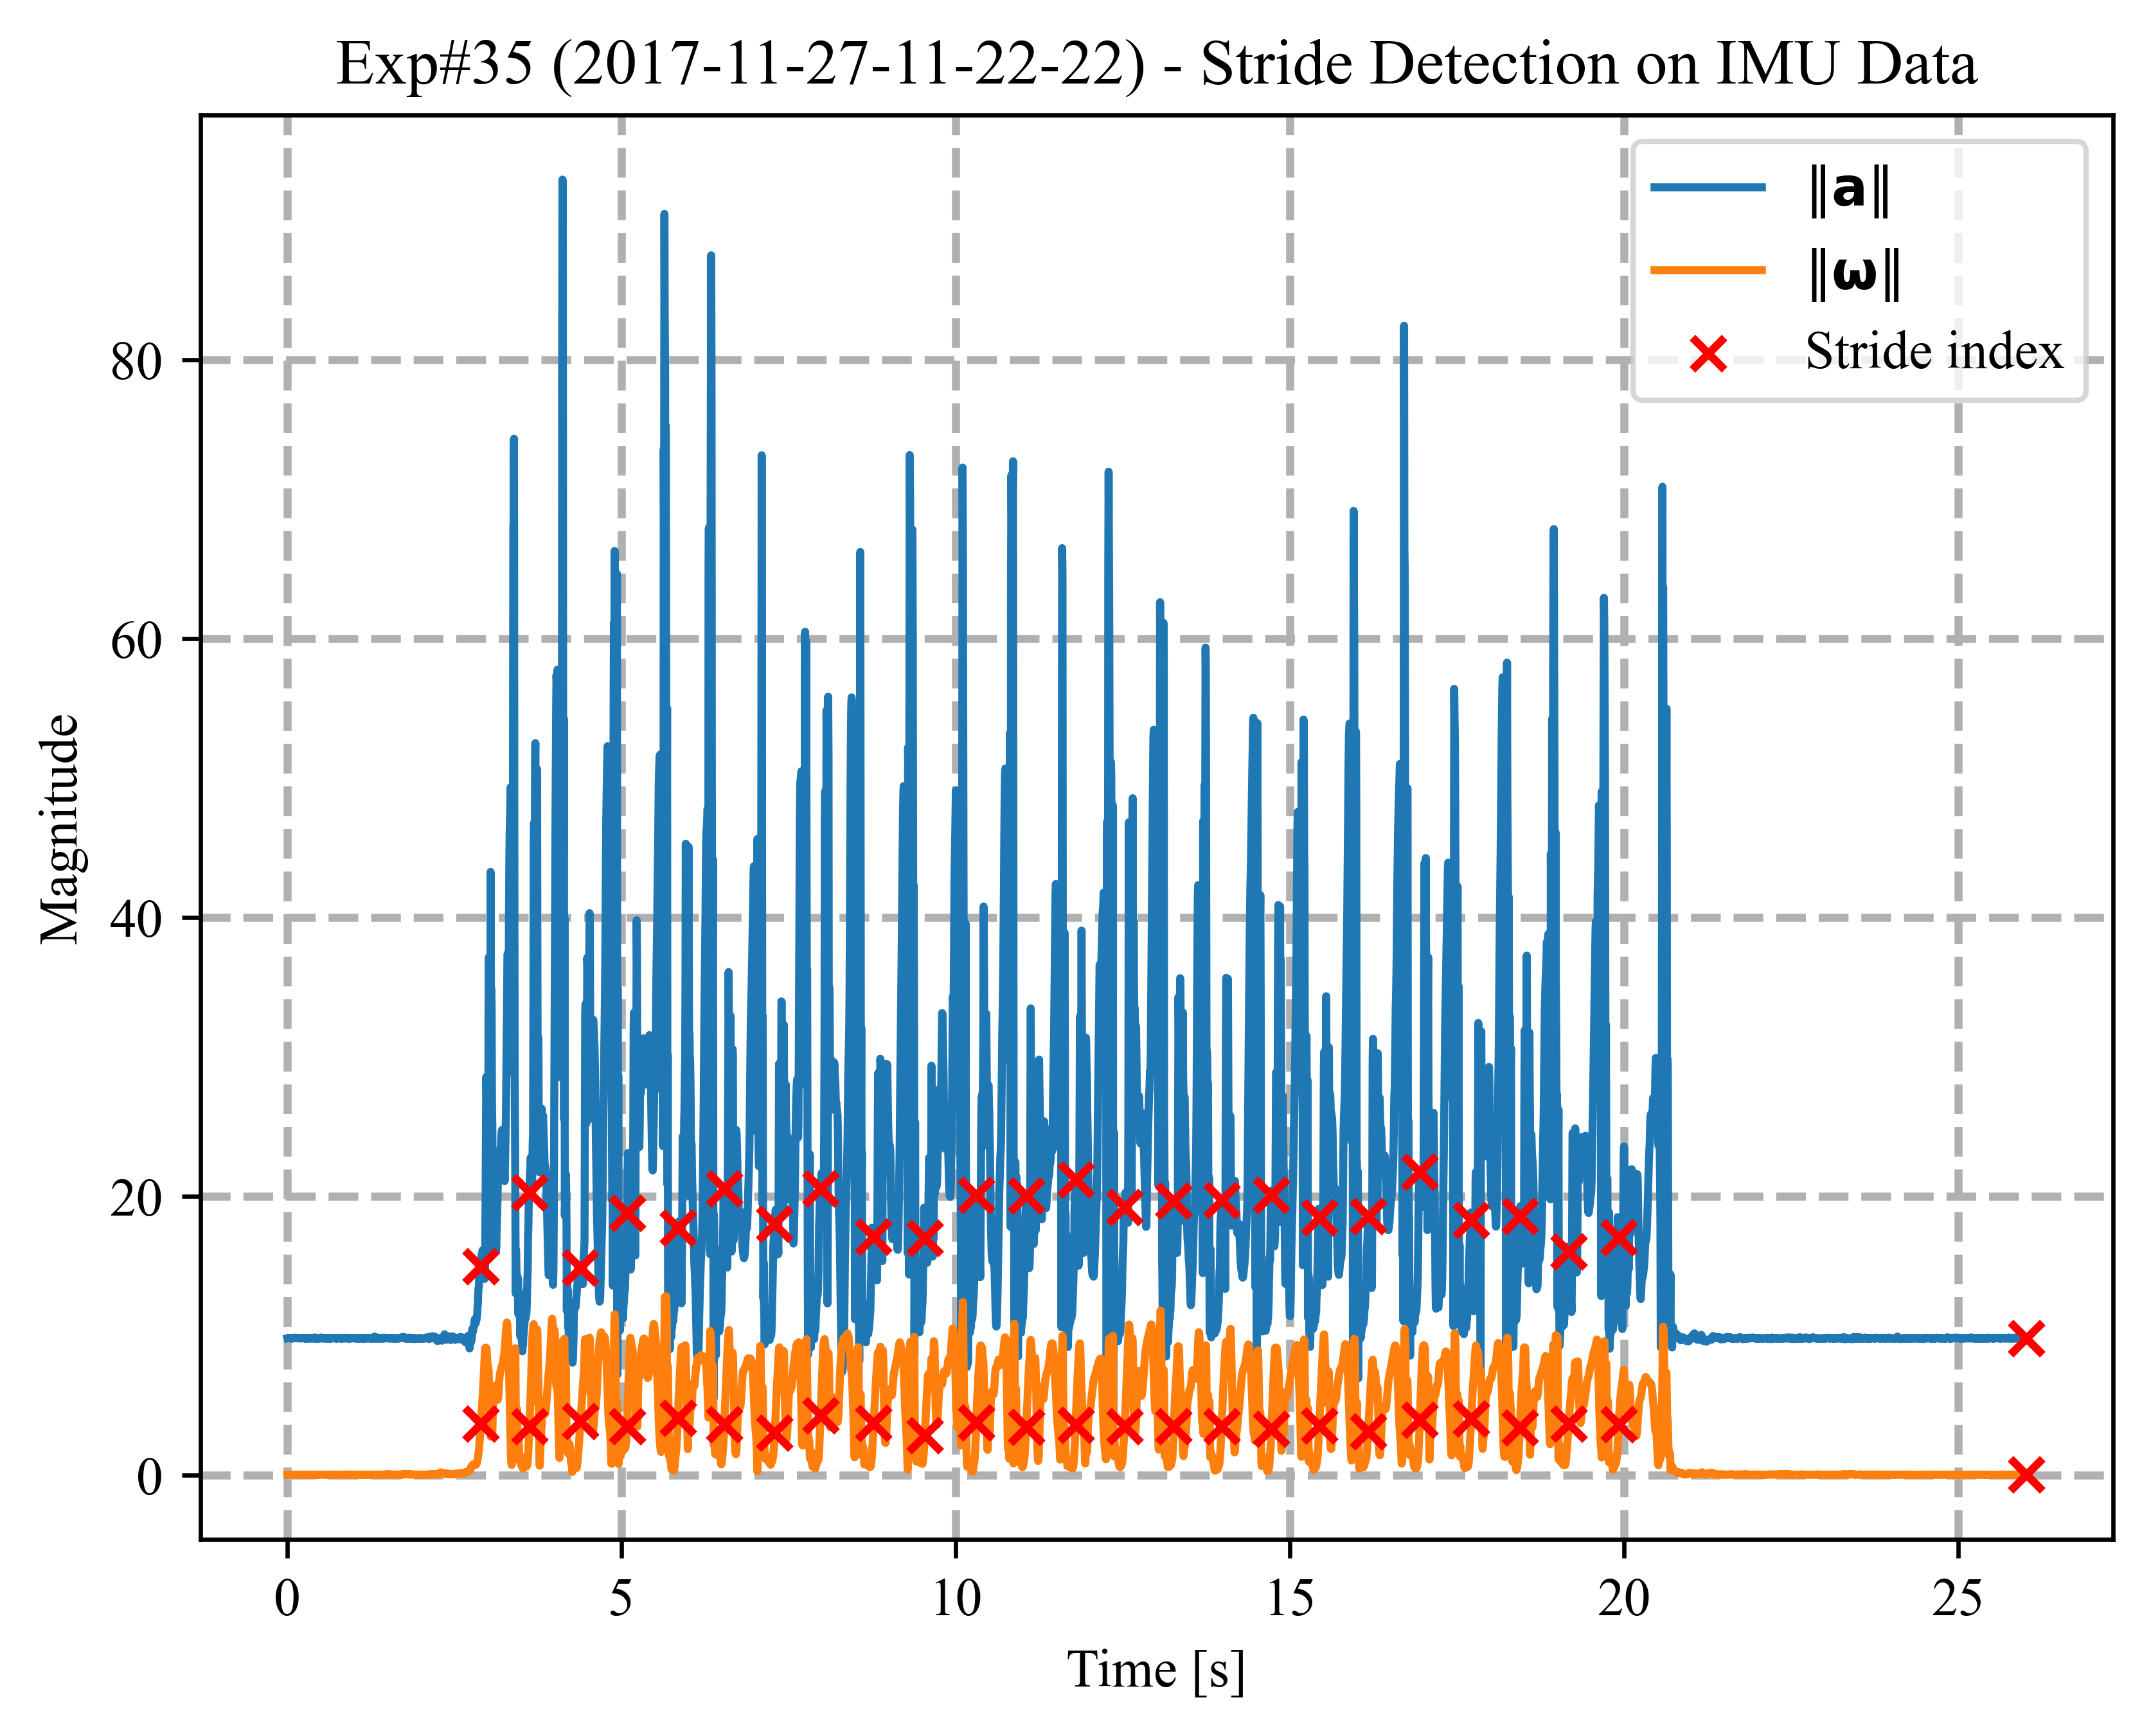 Exp#35 (2017-11-27-11-22-22) - Stride Detection on IMU Data
‖a‖
‖ω‖
Stride index
Magnitude
80
60
40
20
0
0 5 10 15 20 25
Time [s]